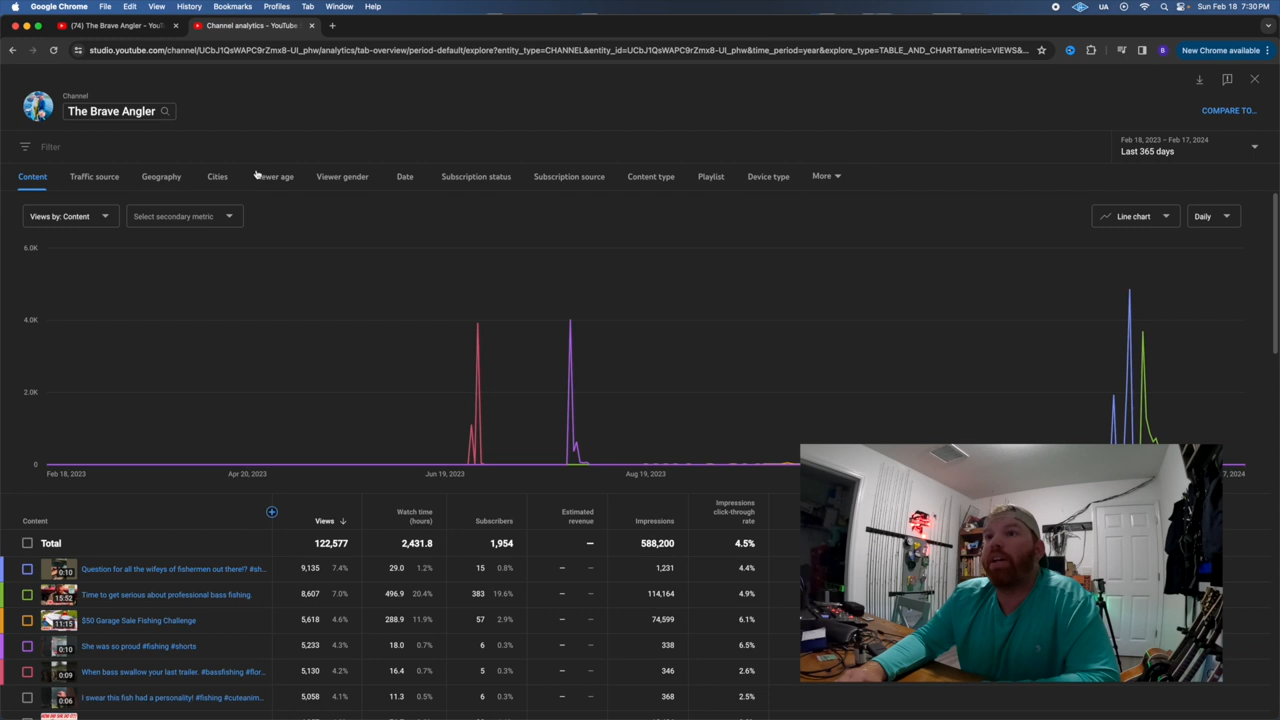 Google Chrome File Edit View History Bookmarks Profiles Tab Window Help UA Sun Feb 18 7:30 PM
(74) The Brave Angler - YouT Channel analytics - YouTube
studio.youtube.com/channel/UCbJ1QsWAPC9rZmx8-UI_phw/analytics/tab-overview/period-default/explore?entity_type=CHANNEL&entity_id=UCbJ1QsWAPC9rZmx8-UI_phw&time_period=year&explore_type=TABLE_AND_CHART&metric=VIEWS&... B New Chrome available
Channel
The Brave Angler
COMPARE TO...
Filter
Feb 18, 2023 – Feb 17, 2024
Last 365 days
Content Traffic source Geography Cities age Viewer gender Date Subscription status Subscription source Content type Playlist Device type More
Views by: Content Select secondary metric Line chart Daily
6.0K
4.0K
2.0K
0
Feb 18, 2023 Apr 20, 2023 Jun 19, 2023 Aug 19, 2023 7, 2024
Content Views Watch time (hours) Subscribers Estimated revenue Impressions Impressions click-through rate
Total 122,577 2,431.8 1,954 — 588,200 4.5%
0:10 Question for all the wifeys of fishermen out there!? #sh... 9,135 7.4% 29.0 1.2% 15 0.8% — — 1,231 4.4%
15:52 Time to get serious about professional bass fishing. 8,607 7.0% 496.9 20.4% 383 19.6% — — 114,164 4.9%
11:15 $50 Garage Sale Fishing Challenge 5,618 4.6% 288.9 11.9% 57 2.9% — — 74,599 6.1%
0:10 She was so proud #fishing #shorts 5,233 4.3% 18.0 0.7% 6 0.3% — — 338 6.5%
0:09 When bass swallow your last trailer. #bassfishing #flor... 5,130 4.2% 16.4 0.7% 5 0.3% — — 346 2.6%
0:06 I swear this fish had a personality! #fishing #cuteanim... 5,058 4.1% 11.3 0.5% 6 0.3% — — 368 2.5%